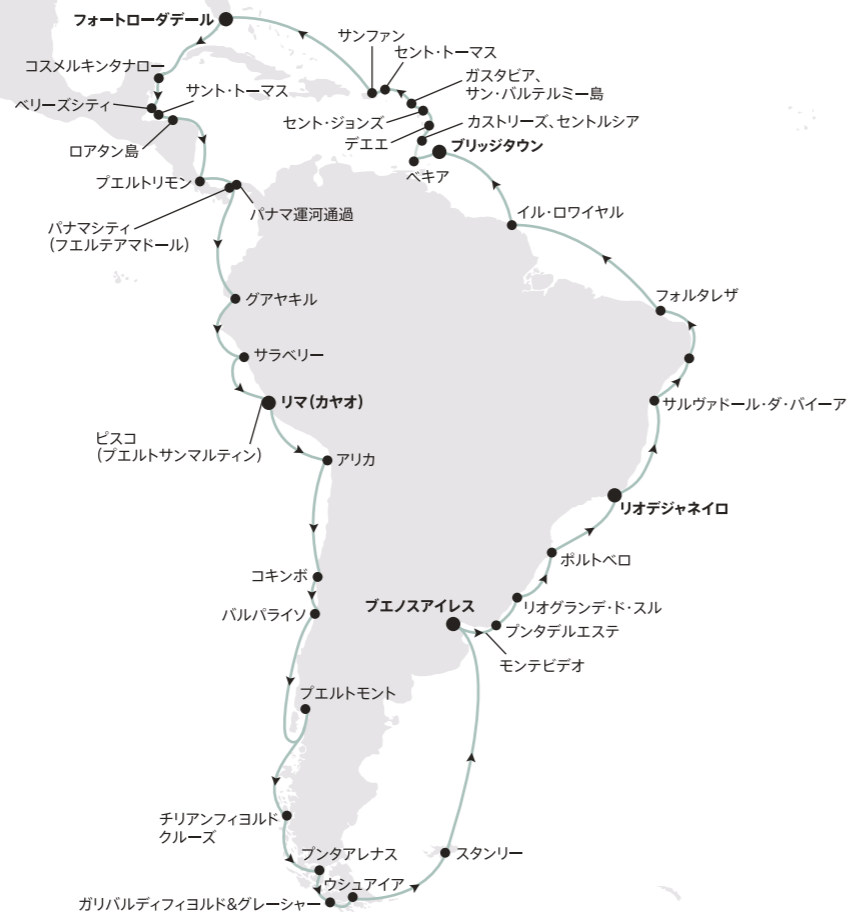 フォートローダデール
コスメルキンタナロー
ベリーズシティ
サント・トーマス
ロアタン島
プエルトリモン
パナマ運河通過
パナマシティ
(フエルテアマドール)
グアヤキル
サラベリー
リマ(カヤオ)
ピスコ
(プエルトサンマルティン)
アリカ
コキンボ
バルパライソ
プエルトモント
チリアンフィヨルド
クルーズ
プンタアレナス
ウシュアイア
ガリバルディフィヨルド&グレーシャー
スタンリー
ブエノスアイレス
モンテビデオ
プンタデルエステ
リオグランデ・ド・スル
ポルトベロ
リオデジャネイロ
サルヴァドール・ダ・バイーア
フォルタレザ
イル・ロワイヤル
ブリッジタウン
ベキア
カストリーズ、セントルシア
デエエ
セント・ジョンズ
ガスタビア、
サン・バルテルミー島
セント・トーマス
サンファン